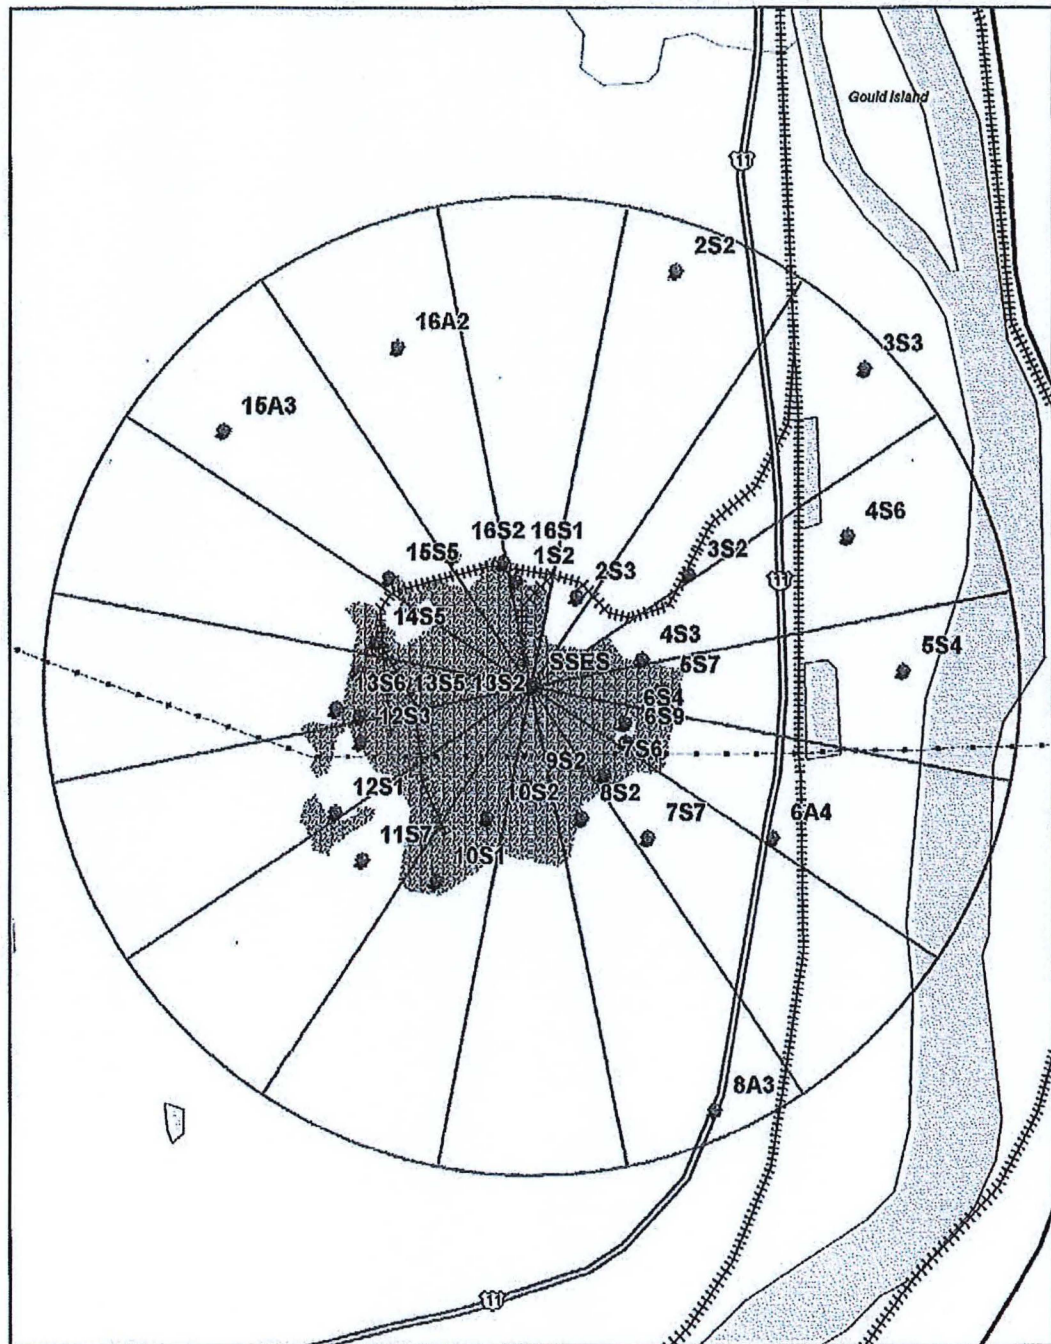 Gould Island
11
2S2
16A2
3S3
15A3
4S6
16S2 16S1
15S5 1S2
3S2
11
2S3
14S5
4S3
SSES 5S7
5S4
13S6 13S5 13S2
6S4
12S3 6S9
7S6
9S2
12S1 10S2 8S2
7S7 6A4
11S7
10S1
8A3
11